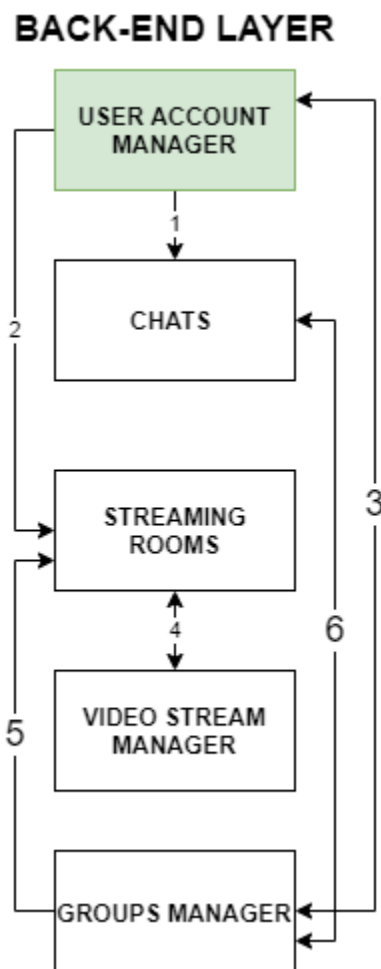 BACK-END LAYER
USER ACCOUNT
MANAGER
1
CHATS
2
STREAMING
ROOMS
3
4
6
VIDEO STREAM
MANAGER
5
GROUPS MANAGER